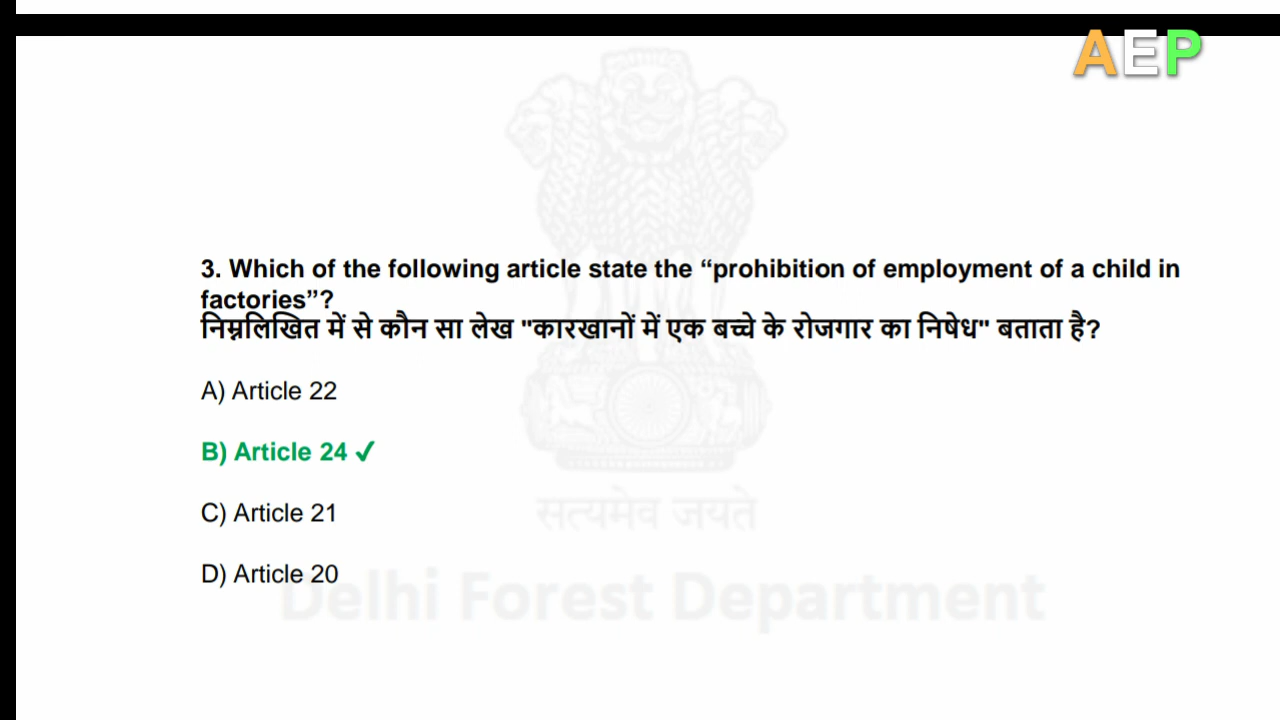 AEP
3. Which of the following article state the “prohibition of employment of a child in
factories”?
निम्नलिखित में से कौन सा लेख "कारखानों में एक बच्चे के रोजगार का निषेध" बताता है?
A) Article 22
B) Article 24 ✓
C) Article 21
D) Article 20
सत्यमेव जयते
Delhi Forest Department